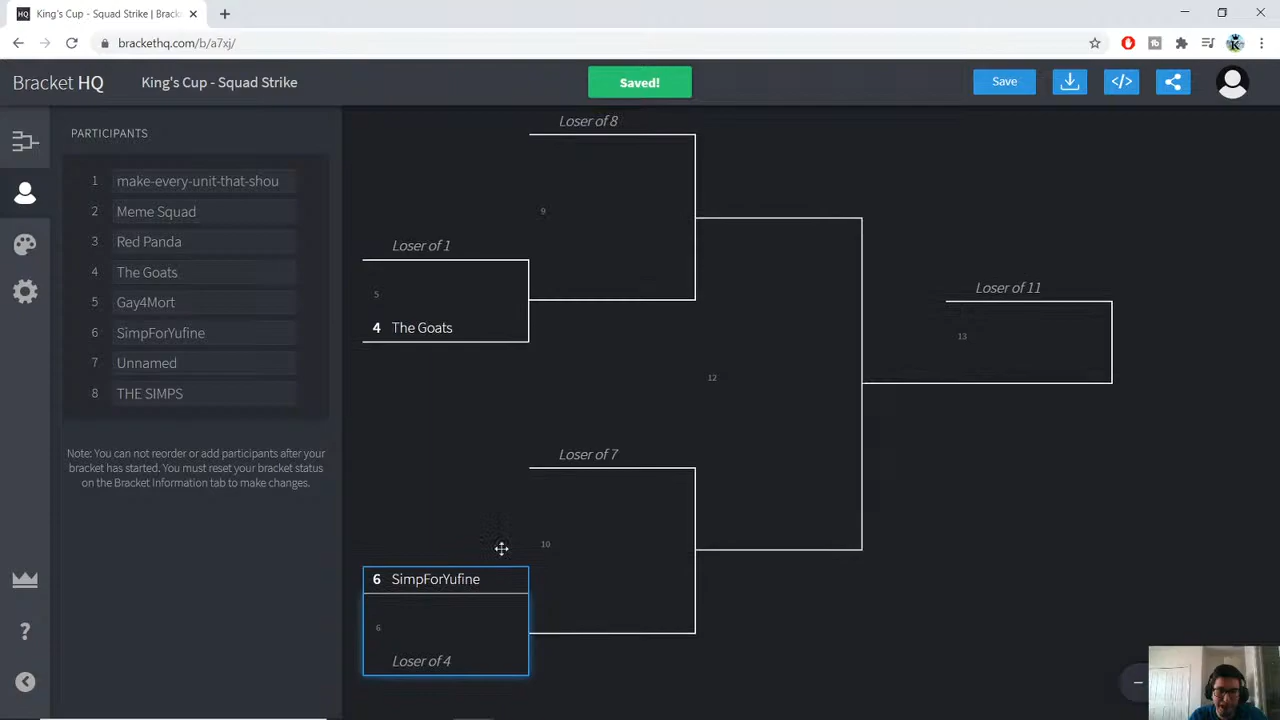 HQ King's Cup - Squad Strike | Brack
brackethq.com/b/a7xj/
Bracket HQ
King's Cup - Squad Strike
Saved!
Save
</>
PARTICIPANTS
1 make-every-unit-that-shou
2 Meme Squad
3 Red Panda
4 The Goats
5 Gay4Mort
6 SimpForYufine
7 Unnamed
8 THE SIMPS
Note: You can not reorder or add participants after your
bracket has started. You must reset your bracket status
on the Bracket Information tab to make changes.
?
Loser of 8
9
Loser of 1
5
4 The Goats
12
Loser of 11
13
Loser of 7
10
6 SimpForYufine
6
Loser of 4